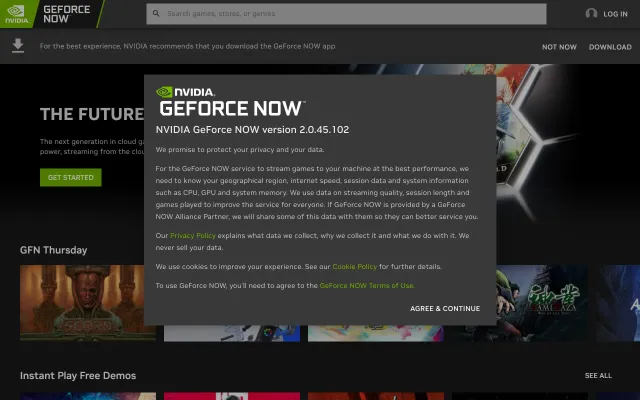 NVIDIA
GEFORCE
NOW
Search games, stores, or genres
LOG IN
For the best experience, NVIDIA recommends that you download the GeForce NOW app.
NOT NOW
DOWNLOAD
THE FUTURE
The next generation in cloud ga
power, streaming from the clou
GET STARTED
NVIDIA.
GEFORCE NOW
NVIDIA GeForce NOW version 2.0.45.102
We promise to protect your privacy and your data.
For the GeForce NOW service to stream games to your machine at the best performance, we
need to know your geographical region, internet speed, session data and system information
such as CPU, GPU and system memory. We use data on streaming quality, session length and
games played to improve the service for everyone. If GeForce NOW is provided by a GeForce
NOW Alliance Partner, we will share some of this data with them so they can better service you.
Our Privacy Policy explains what data we collect, why we collect it and what we do with it. We
never sell your data.
We use cookies to improve your experience. See our Cookie Policy for further details.
To use GeForce NOW, you'll need to agree to the GeForce NOW Terms of Use.
AGREE & CONTINUE
GFN Thursday
SCORN
KAMIWAZA
Instant Play Free Demos
SEE ALL